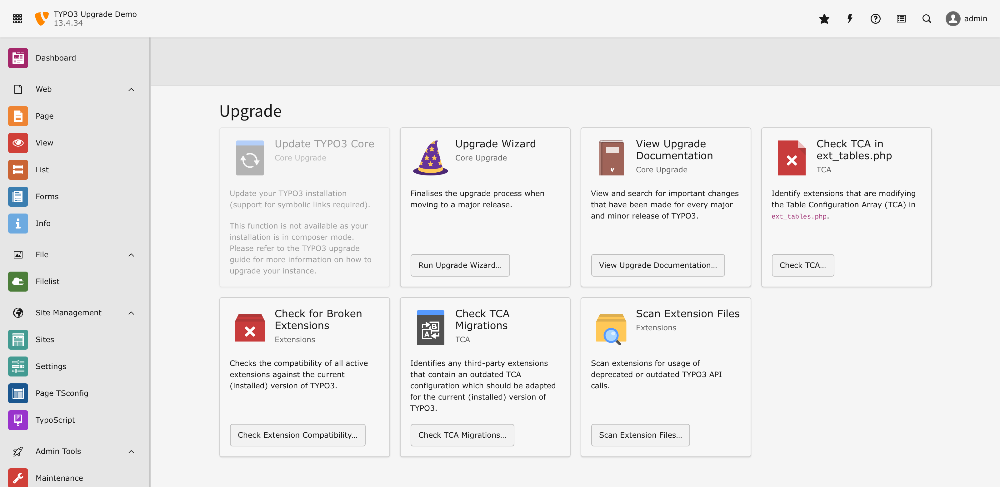 TYPO3 Upgrade Demo
13.4.34
admin
Dashboard
Web
Page
View
List
Forms
Info
File
Filelist
Site Management
Sites
Settings
Page TSconfig
TypoScript
Admin Tools
Maintenance
Upgrade
Update TYPO3 Core
Core Upgrade
Update your TYPO3 installation
(support for symbolic links required).
This function is not available as your
installation is in composer mode.
Please refer to the TYPO3 upgrade
guide for more information on how to
upgrade your instance.
Upgrade Wizard
Core Upgrade
Finalises the upgrade process when
moving to a major release.
Run Upgrade Wizard...
View Upgrade
Documentation
Core Upgrade
View and search for important changes
that have been made for every major
and minor release of TYPO3.
View Upgrade Documentation...
Check TCA in
ext_tables.php
TCA
Identify extensions that are modifying
the Table Configuration Array (TCA) in
ext_tables.php.
Check TCA...
Check for Broken
Extensions
Extensions
Checks the compatibility of all active
extensions against the current
(installed) version of TYPO3.
Check Extension Compatibility...
B
A
Check TCA
Migrations
TCA
Identifies any third-party extensions
that contain an outdated TCA
configuration which should be adapted
for the current (installed) version of
TYPO3.
Check TCA Migrations...
Scan Extension Files
Extensions
Scan extensions for usage of
deprecated or outdated TYPO3 API
calls.
Scan Extension Files...